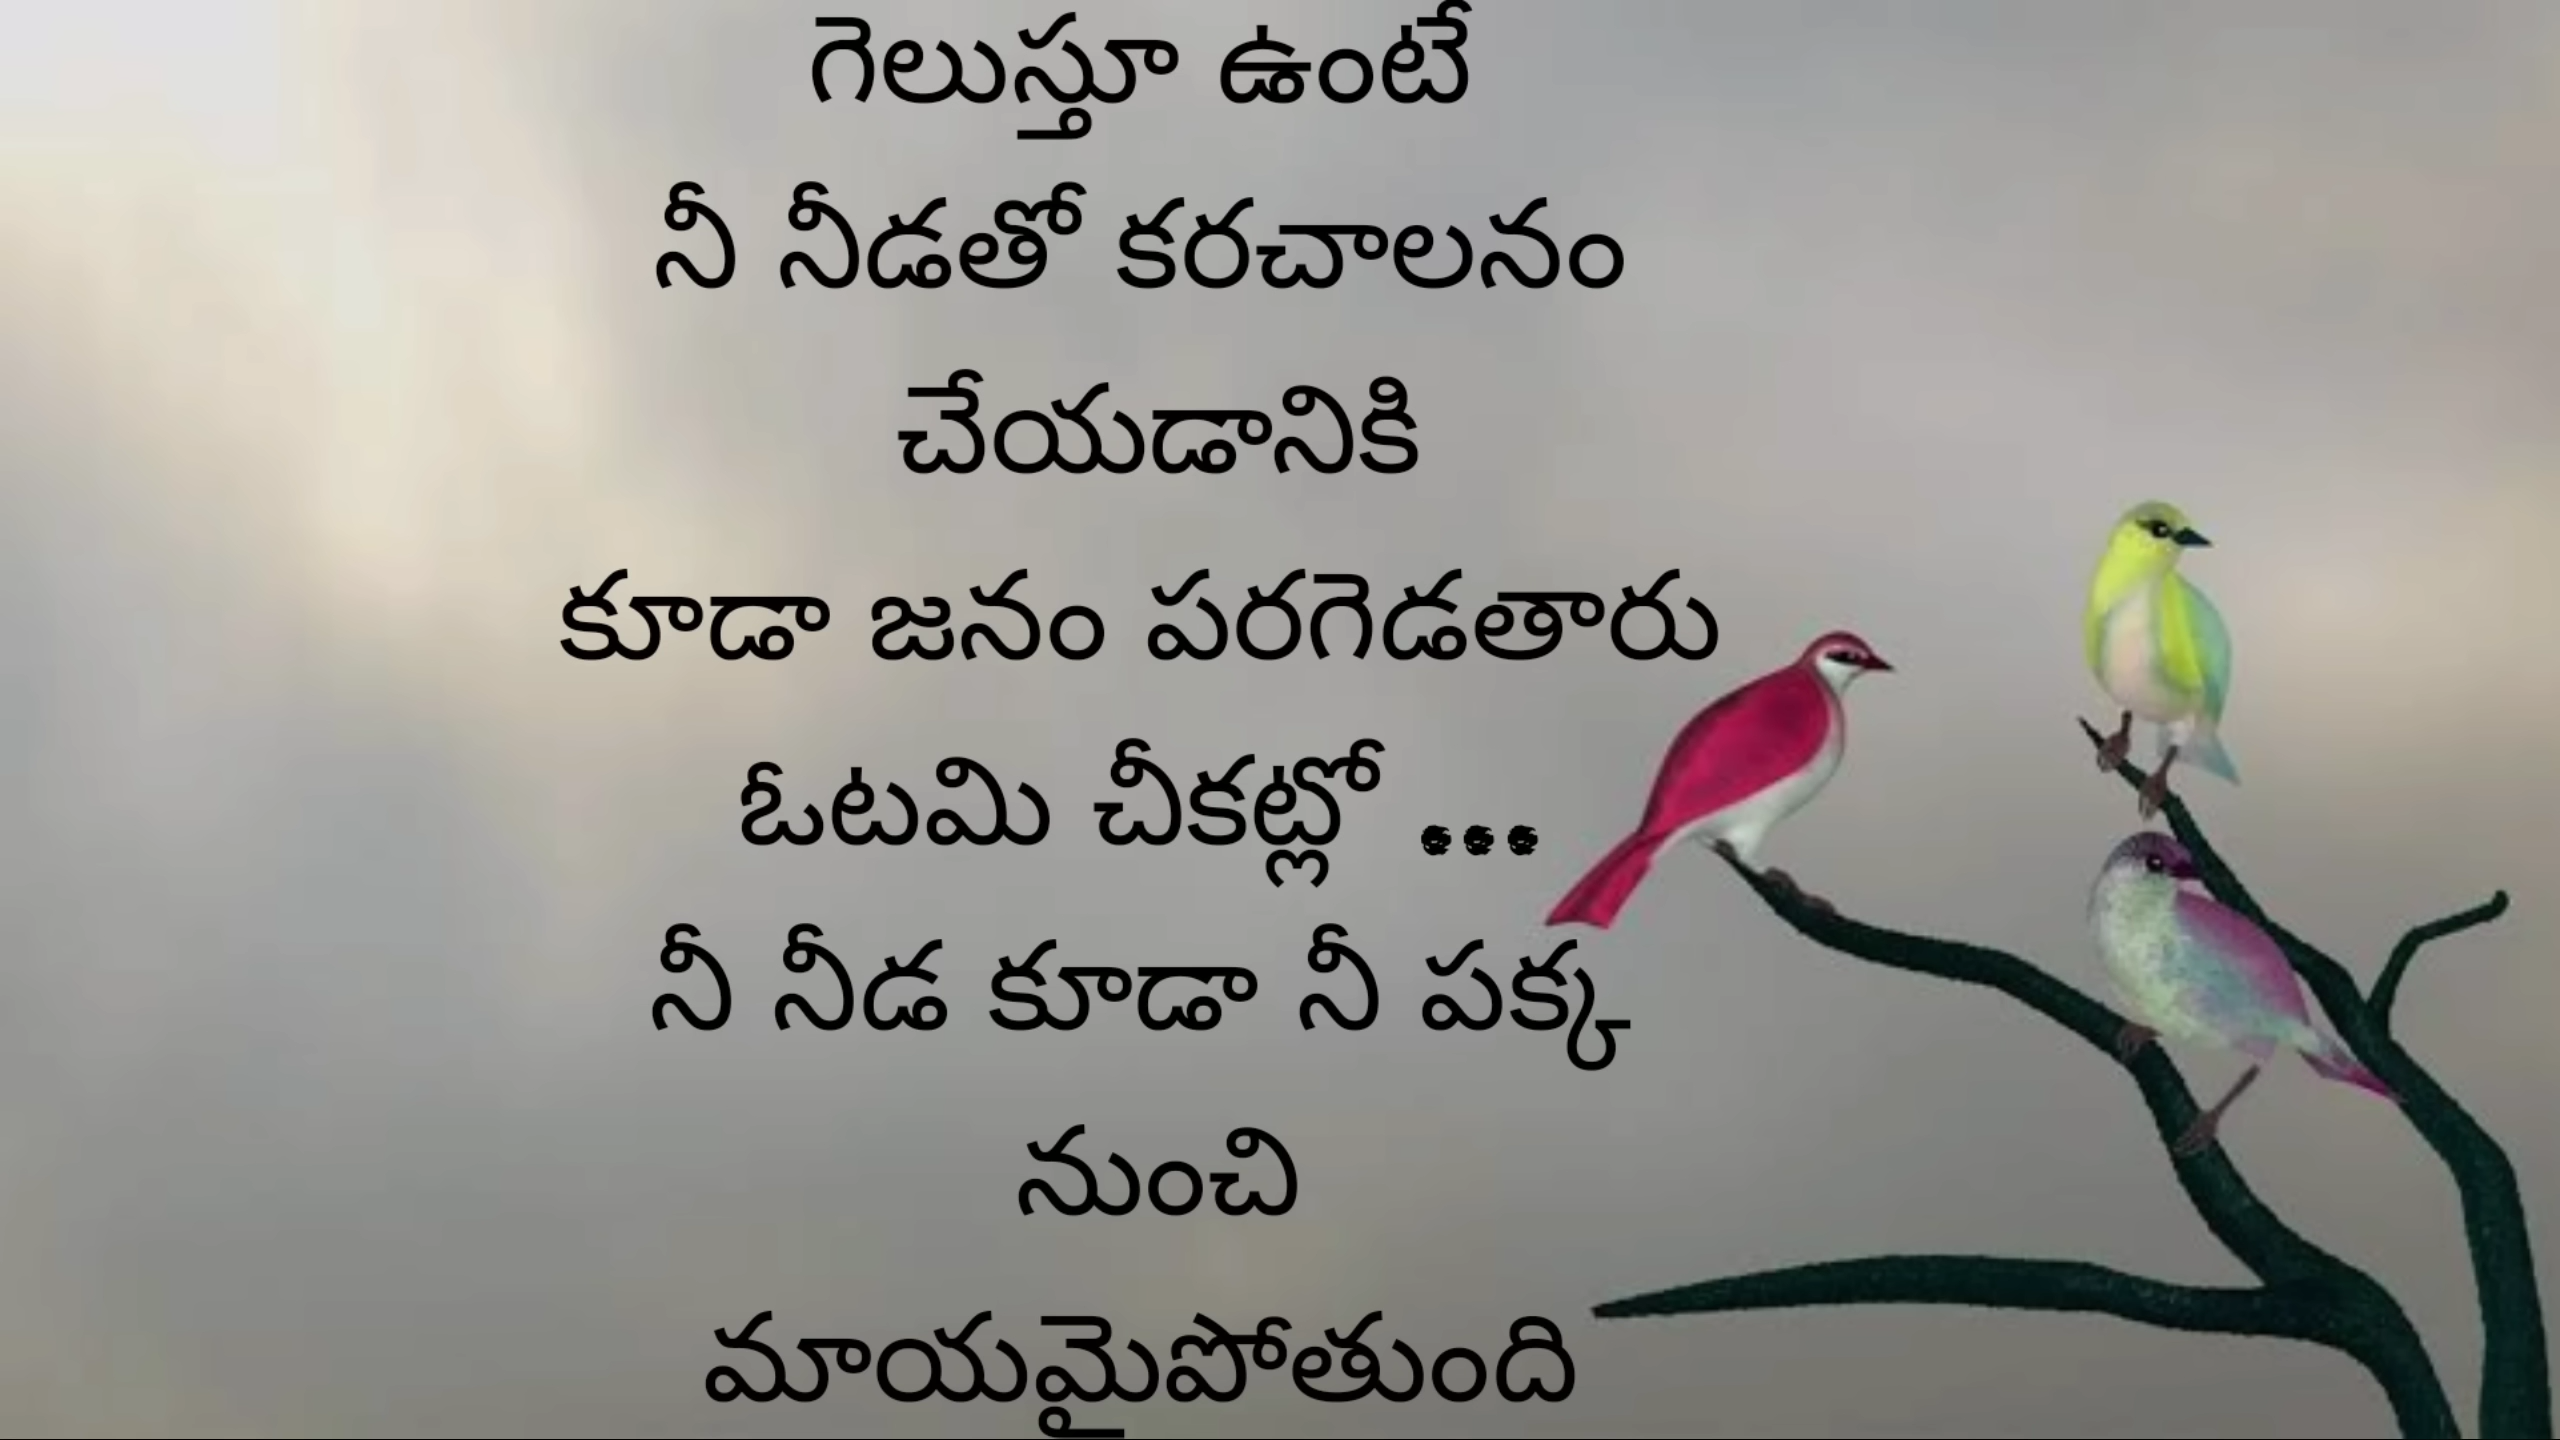 గెలుస్తూ ఉంటే
నీ నీడతో కరచాలనం
చేయడానికి
కూడా జనం పరగెడతారు
ఓటమి చీకట్లో ...
నీ నీడ కూడా నీ పక్క
నుంచి
మాయమైపోతుంది